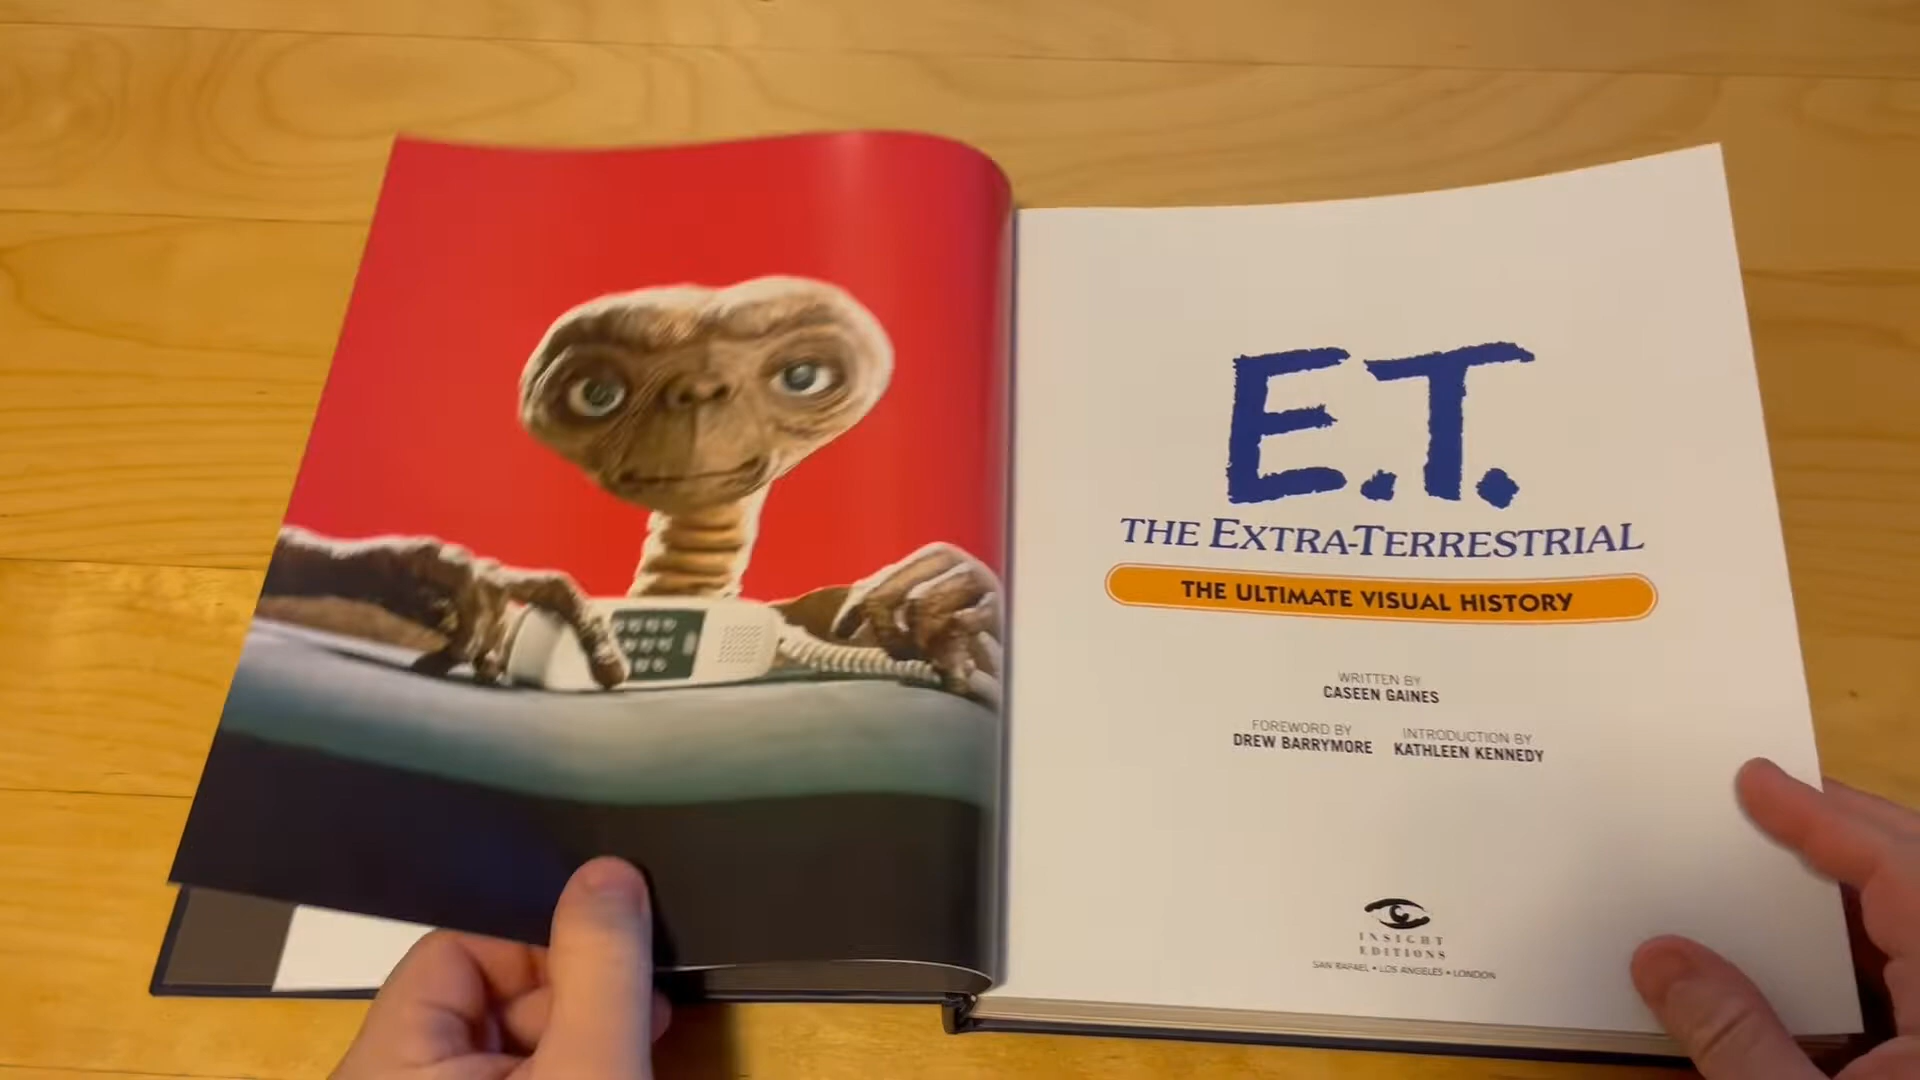 E.T.
THE EXTRA-TERRESTRIAL
THE ULTIMATE VISUAL HISTORY
WRITTEN BY
CASEEN GAINES
FOREWORD BY
DREW BARRYMORE
INTRODUCTION BY
KATHLEEN KENNEDY
INSIGHT
EDITIONS
SAN RAFAEL • LOS ANGELES • LONDON